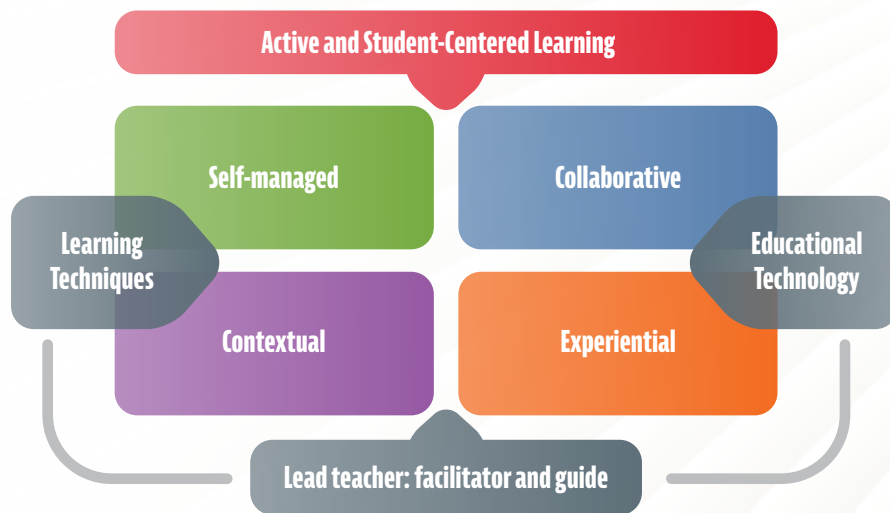 Active and Student-Centered Learning
Self-managed
Collaborative
Learning
Techniques
Educational
Technology
Contextual
Experiential
Lead teacher: facilitator and guide